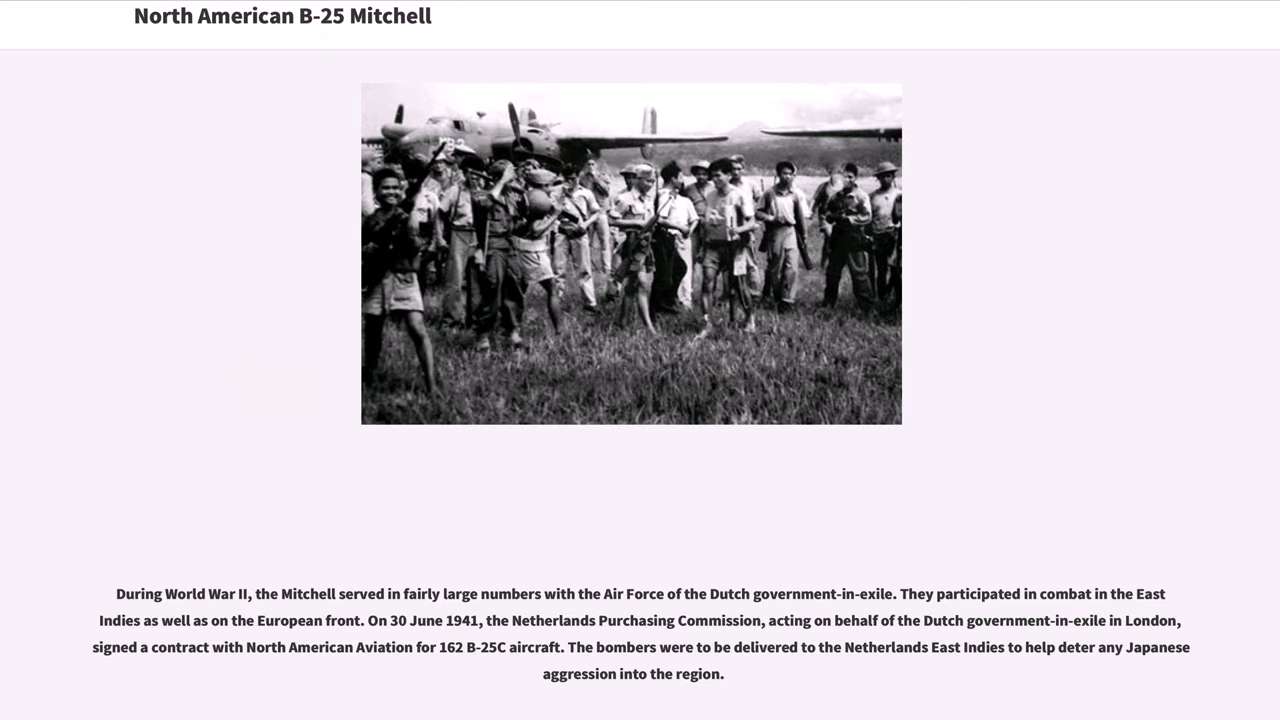 North American B-25 Mitchell
During World War II, the Mitchell served in fairly large numbers with the Air Force of the Dutch government-in-exile. They participated in combat in the East
Indies as well as on the European front. On 30 June 1941, the Netherlands Purchasing Commission, acting on behalf of the Dutch government-in-exile in London,
signed a contract with North American Aviation for 162 B-25C aircraft. The bombers were to be delivered to the Netherlands East Indies to help deter any Japanese
aggression into the region.